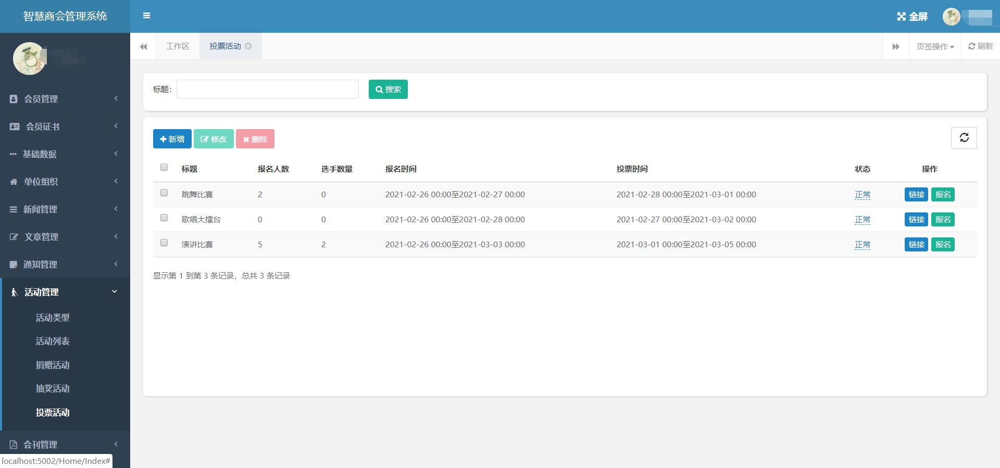 智慧商会管理系统
全屏
工作区
投票活动
页签操作
刷新
会员管理
会员证书
基础数据
单位组织
新闻管理
文章管理
通知管理
活动管理
活动类型
活动列表
捐赠活动
抽奖活动
投票活动
会刊管理
localhost:5002/Home/Index#
标题：
搜索
新增 修改 删除
标题 报名人数 选手数量 报名时间 投票时间 状态 操作
跳舞比赛 2 0 2021-02-26 00:00至2021-02-27 00:00 2021-02-28 00:00至2021-03-01 00:00 正常 链接 报名
歌唱大擂台 0 0 2021-02-26 00:00至2021-02-28 00:00 2021-02-27 00:00至2021-03-02 00:00 正常 链接 报名
演讲比赛 5 2 2021-02-26 00:00至2021-03-03 00:00 2021-03-01 00:00至2021-03-05 00:00 正常 链接 报名
显示第 1 到第 3 条记录，总共 3 条记录